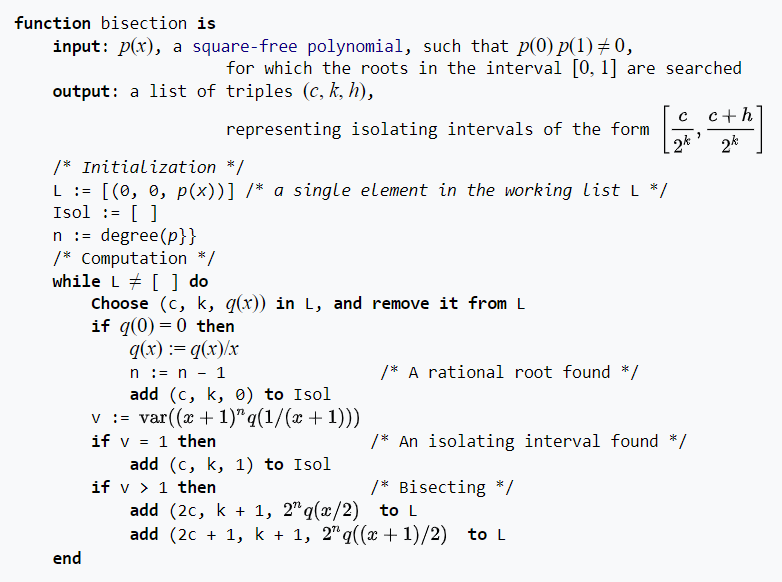 function bisection is
input: p(x), a square-free polynomial, such that p(0) p(1) ≠ 0,
for which the roots in the interval [0, 1] are searched
output: a list of triples (c, k, h),
representing isolating intervals of the form [c/2^k, (c + h)/2^k]
/* Initialization */
L := [(0, 0, p(x))] /* a single element in the working list L */
Isol := [ ]
n := degree(p}}
/* Computation */
while L ≠ [ ] do
Choose (c, k, q(x)) in L, and remove it from L
if q(0) = 0 then
q(x) := q(x)/x
n := n - 1 /* A rational root found */
add (c, k, 0) to Isol
v := var((x + 1)^n q(1/(x + 1)))
if v = 1 then /* An isolating interval found */
add (c, k, 1) to Isol
if v > 1 then /* Bisecting */
add (2c, k + 1, 2^n q(x/2) to L
add (2c + 1, k + 1, 2^n q((x + 1)/2) to L
end